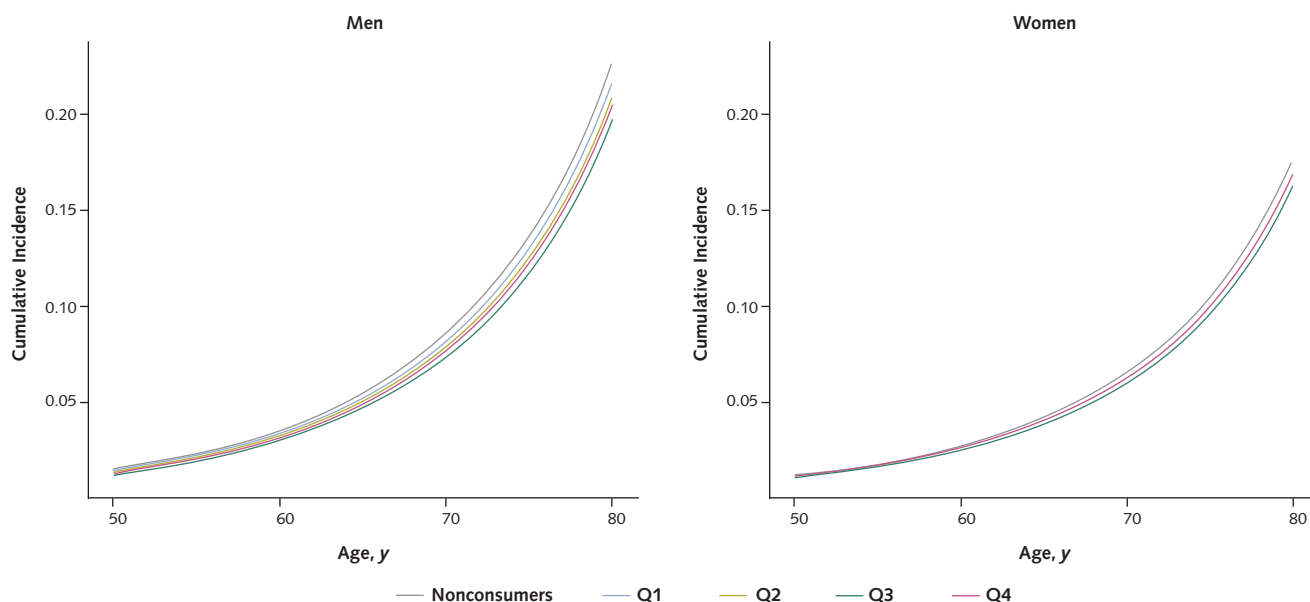 Men
Women
Cumulative Incidence
0.20
0.15
0.10
0.05
50
60
70
80
Age, y
Cumulative Incidence
0.20
0.15
0.10
0.05
50
60
70
80
Age, y
Nonconsumers
Q1
Q2
Q3
Q4